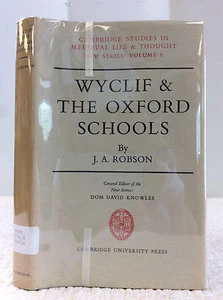 CAMBRIDGE STUDIES IN
MEDIEVAL LIFE & THOUGHT
NEW SERIES VOLUME 8
WYCLIF &
THE OXFORD
SCHOOLS
By
J. A. ROBSON
General Editor of the
New Series:
DOM DAVID KNOWLES
CAMBRIDGE UNIVERSITY PRESS